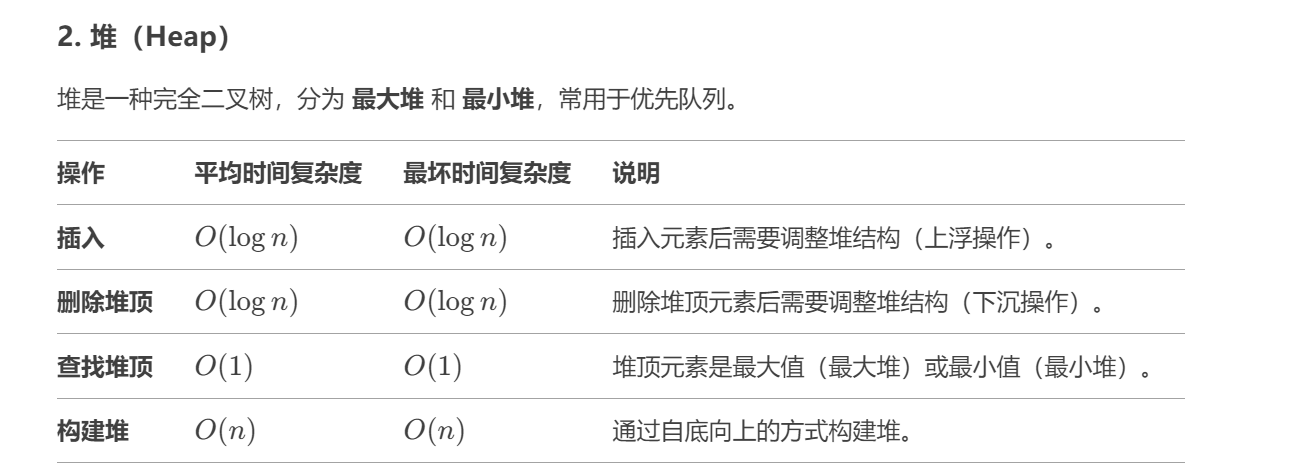 2. 堆（Heap）
堆是一种完全二叉树，分为 最大堆 和 最小堆，常用于优先队列。
操作 平均时间复杂度 最坏时间复杂度 说明
插入 O(log n) O(log n) 插入元素后需要调整堆结构（上浮操作）。
删除堆顶 O(log n) O(log n) 删除堆顶元素后需要调整堆结构（下沉操作）。
查找堆顶 O(1) O(1) 堆顶元素是最大值（最大堆）或最小值（最小堆）。
构建堆 O(n) O(n) 通过自底向上的方式构建堆。